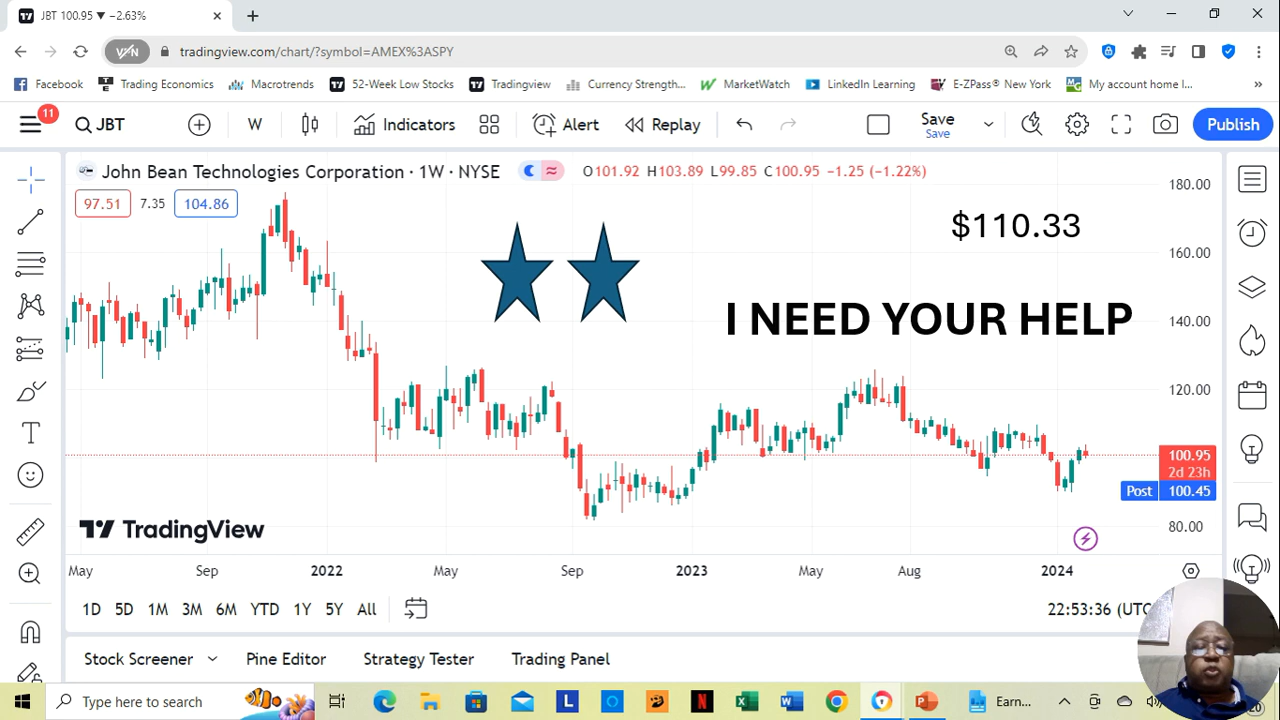 JBT 100.95 ▼ −2.63%
VPN tradingview.com/chart/?symbol=AMEX%3ASPY
Facebook Trading Economics Macrotrends 52-Week Low Stocks Tradingview Currency Strength... MarketWatch LinkedIn Learning E-ZPass® New York My account home l... »
11 JBT W Indicators Alert Replay Save Save Publish
John Bean Technologies Corporation · 1W · NYSE O101.92 H103.89 L99.85 C100.95 −1.25 (−1.22%)
97.51 7.35 104.86
180.00
$110.33
160.00
I NEED YOUR HELP
140.00
120.00
100.95
2d 23h
Post 100.45
TradingView
80.00
May Sep 2022 May Sep 2023 May Aug 2024
1D 5D 1M 3M 6M YTD 1Y 5Y All 22:53:36 (UTC
Stock Screener Pine Editor Strategy Tester Trading Panel
Type here to search Earn...